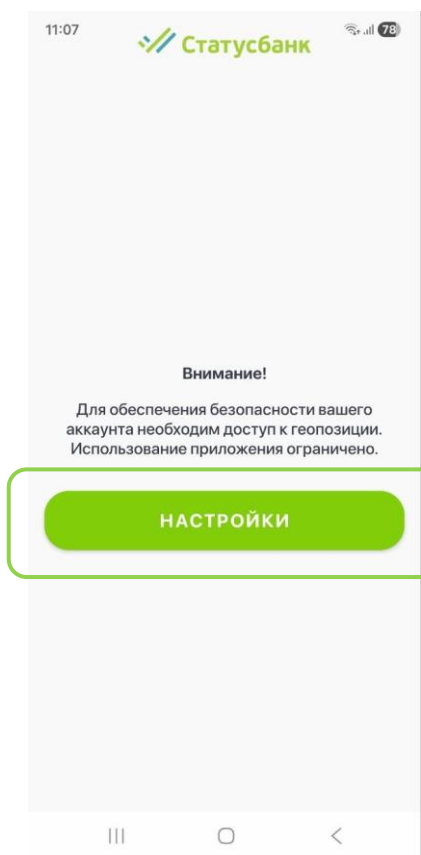 11:07
78
Статусбанк
Внимание!
Для обеспечения безопасности вашего
аккаунта необходим доступ к геопозиции.
Использование приложения ограничено.
НАСТРОЙКИ